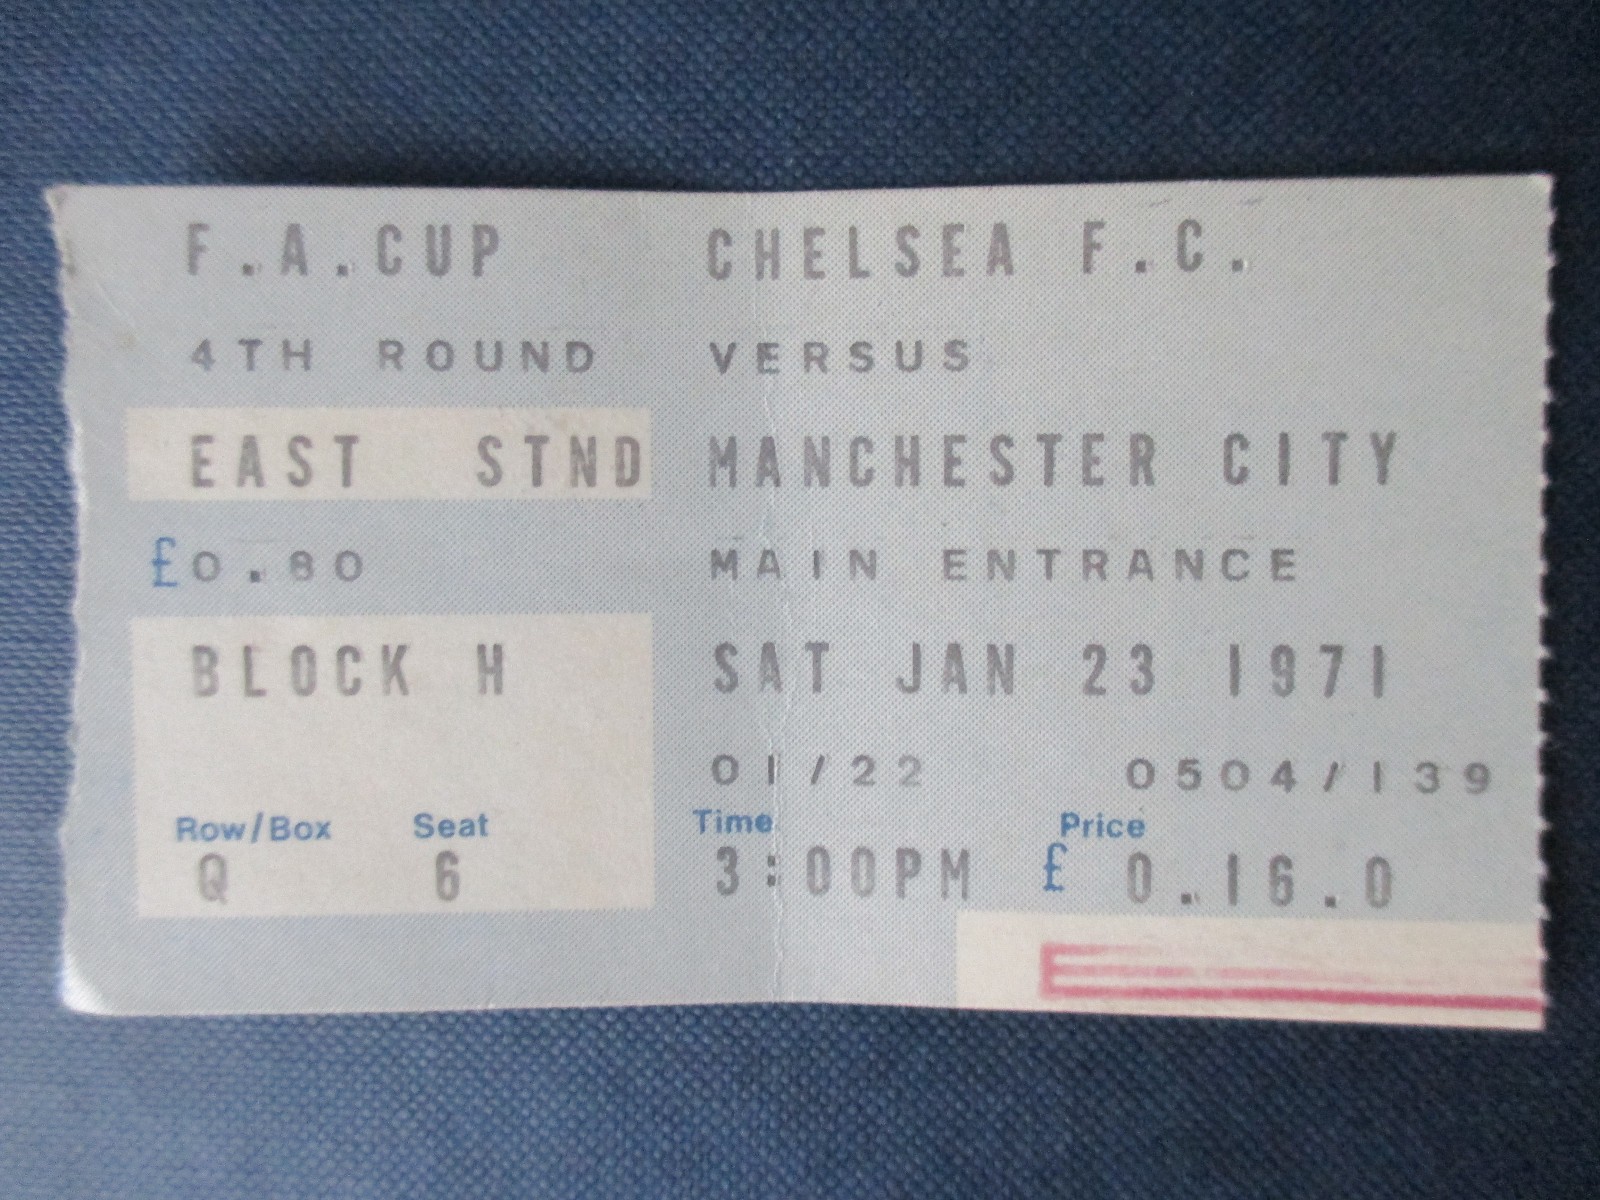 F.A.CUP CHELSEA F.C.
4TH ROUND VERSUS
EAST STND MANCHESTER CITY
£0.80 MAIN ENTRANCE
BLOCK H SAT JAN 23 1971
01/22 0504/139
Row/Box Seat Time Price
Q 6 3:00PM £ 0.16.0